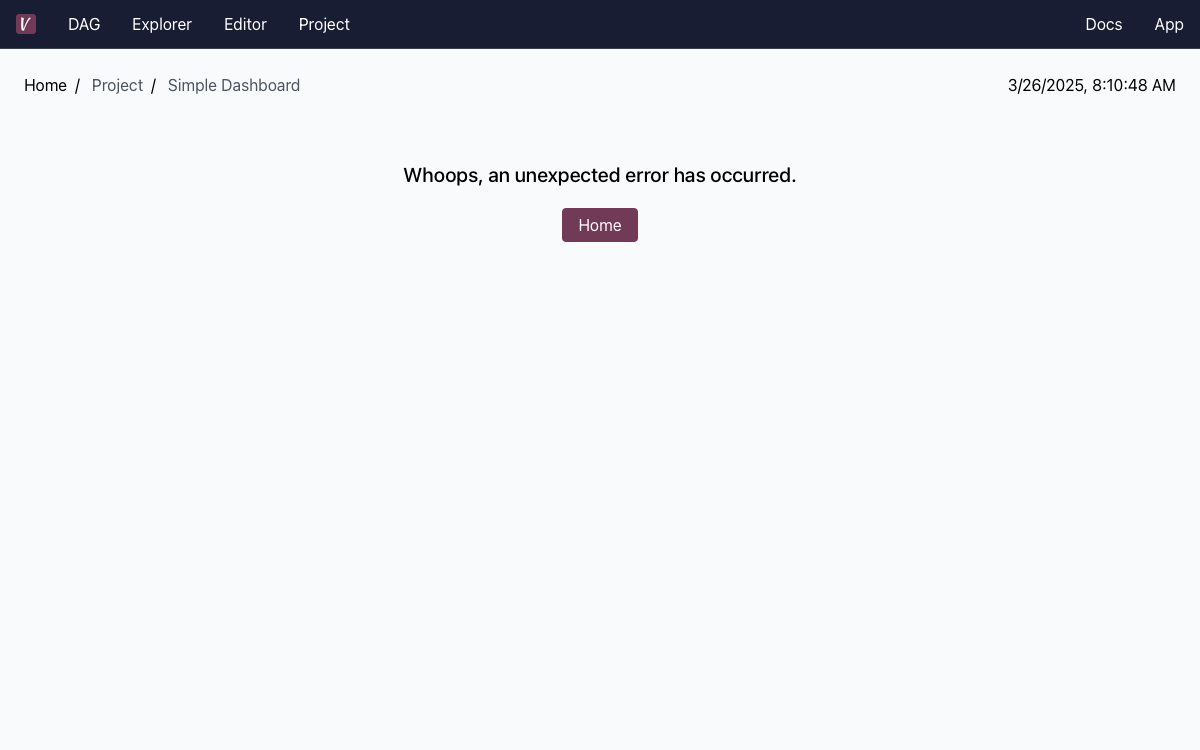 V DAG Explorer Editor Project Docs App
Home / Project / Simple Dashboard 3/26/2025, 8:10:48 AM
Whoops, an unexpected error has occurred.
Home